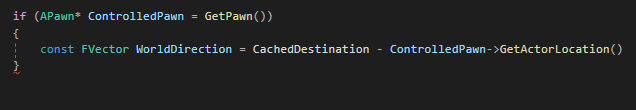 if (APawn* ControlledPawn = GetPawn())
{
const FVector WorldDirection = CachedDestination - ControlledPawn->GetActorLocation()
}